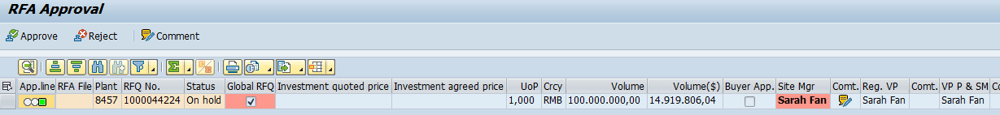 RFA Approval
Approve Reject Comment
App.line RFA File Plant RFQ No. Status Global RFQ Investment quoted price Investment agreed price UoP Crcy Volume Volume($) Buyer App. Site Mgr Comt. Reg. VP Comt. VP P & SM
8457 1000044224 On hold 1,000 RMB 100.000.000,00 14.919.806,04 Sarah Fan Sarah Fan Sarah Fan